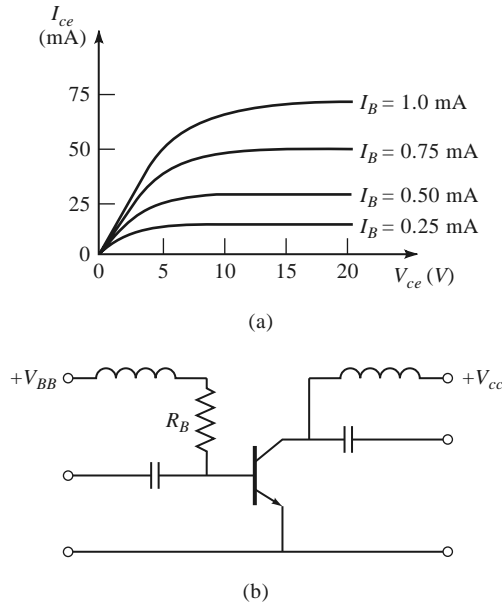 I_ce
(mA)
75
I_B = 1.0 mA
50
I_B = 0.75 mA
I_B = 0.50 mA
25
I_B = 0.25 mA
0
0 5 10 15 20 V_ce (V)
(a)
+V_BB
+V_cc
R_B
(b)